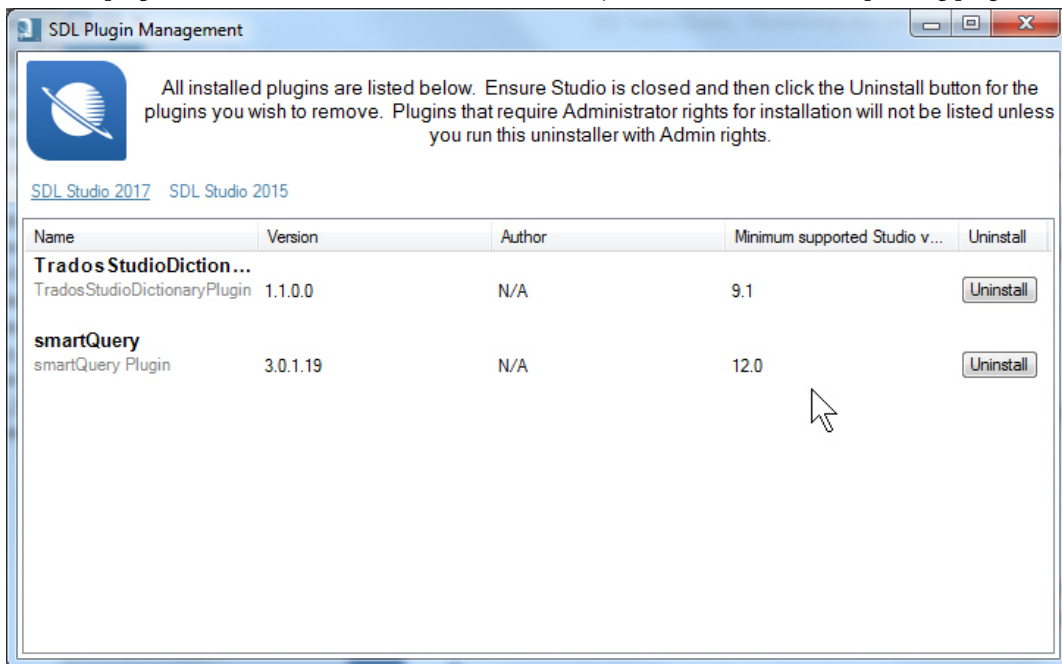 SDL Plugin Management
All installed plugins are listed below.  Ensure Studio is closed and then click the Uninstall button for the
plugins you wish to remove.  Plugins that require Administrator rights for installation will not be listed unless
you run this uninstaller with Admin rights.
SDL Studio 2017 SDL Studio 2015
Name Version Author Minimum supported Studio v... Uninstall
TradosStudioDiction...
TradosStudioDictionaryPlugin 1.1.0.0 N/A 9.1 Uninstall
smartQuery
smartQuery Plugin 3.0.1.19 N/A 12.0 Uninstall